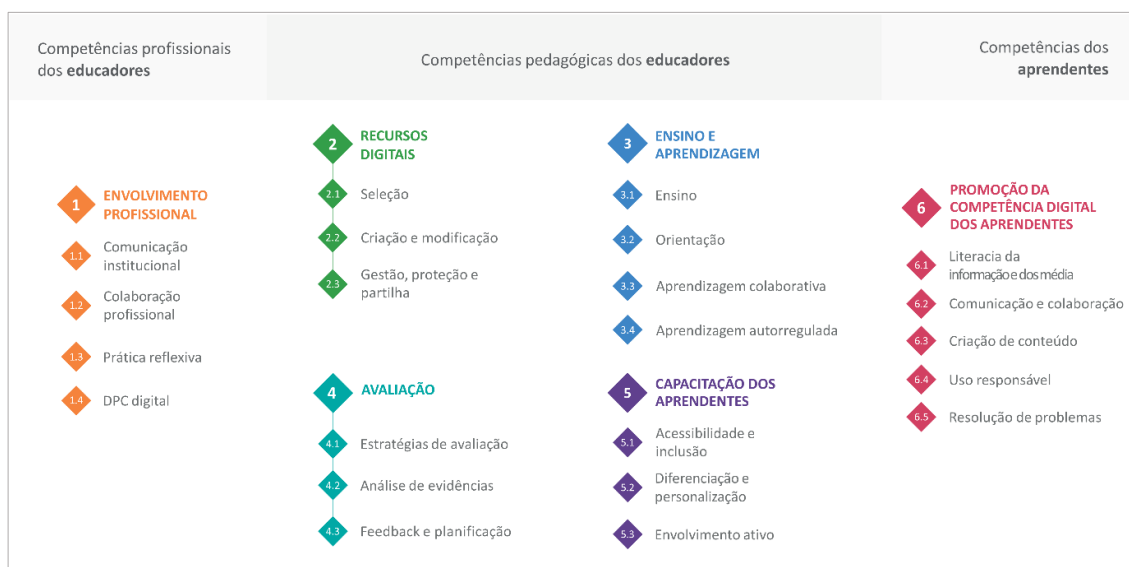 Competências profissionais
dos educadores
Competências pedagógicas dos educadores
Competências dos
aprendentes
1
ENVOLVIMENTO
PROFISSIONAL
1.1
Comunicação
institucional
1.2
Colaboração
profissional
1.3
Prática reflexiva
1.4
DPC digital
2
RECURSOS
DIGITAIS
2.1
Seleção
2.2
Criação e modificação
2.3
Gestão, proteção e
partilha
3
ENSINO E
APRENDIZAGEM
3.1
Ensino
3.2
Orientação
3.3
Aprendizagem colaborativa
3.4
Aprendizagem autorregulada
4
AVALIAÇÃO
4.1
Estratégias de avaliação
4.2
Análise de evidências
4.3
Feedback e planificação
5
CAPACITAÇÃO DOS
APRENDENTES
5.1
Acessibilidade e
inclusão
5.2
Diferenciação e
personalização
5.3
Envolvimento ativo
6
PROMOÇÃO DA
COMPETÊNCIA DIGITAL
DOS APRENDENTES
6.1
Literacia da
informação e dos média
6.2
Comunicação e colaboração
6.3
Criação de conteúdo
6.4
Uso responsável
6.5
Resolução de problemas